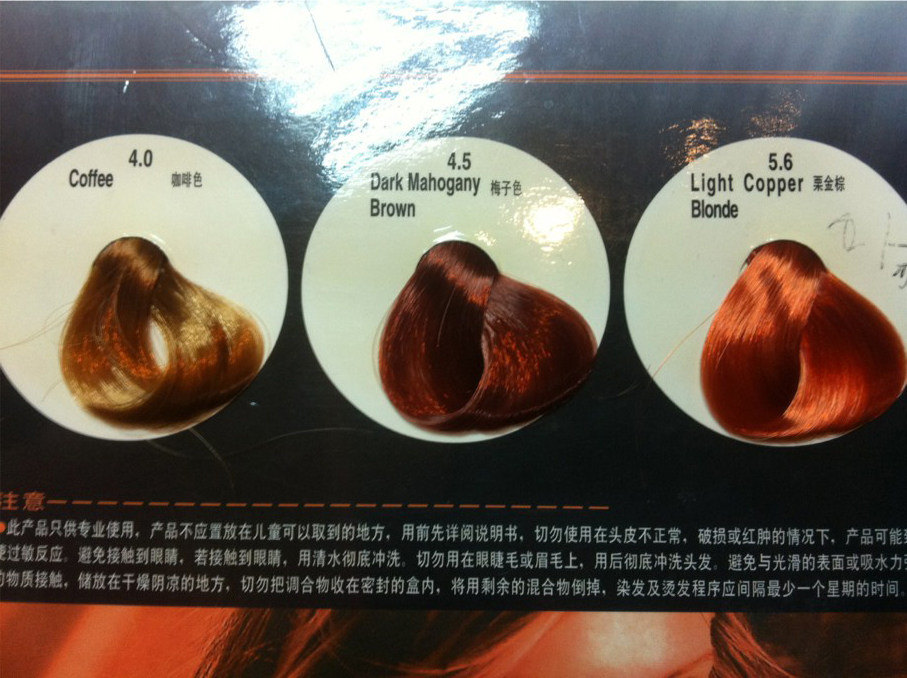 4.0
Coffee 咖啡色
4.5
Dark Mahogany 梅子色
Brown
5.6
Light Copper 栗金棕
Blonde
注意
此产品只供专业使用，产品不应置放在儿童可以取到的地方，用前先详阅说明书，切勿使用在头皮不正常，破损或红肿的情况下，产品可能
过敏反应。避免接触到眼睛，若接触到眼睛，用清水彻底冲洗。切勿用在眼睫毛或眉毛上，用后彻底冲洗头发。避免与光滑的表面或吸水力
物质接触，储放在干燥阴凉的地方，切勿把调合物收在密封的盒内，将用剩余的混合物倒掉，染发及烫发程序应间隔最少一个星期的时间。